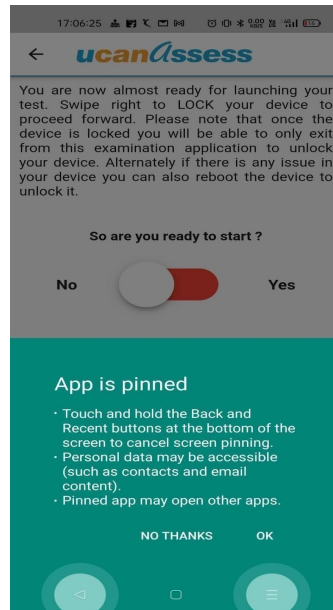 17:06:25
ucanassess
You are now almost ready for launching your
test. Swipe right to LOCK your device to
proceed forward. Please note that once the
device is locked you will be able to only exit
from this examination application to unlock
your device. Alternately if there is any issue in
your device you can also reboot the device to
unlock it.
So are you ready to start ?
No Yes
App is pinned
· Touch and hold the Back and
Recent buttons at the bottom of the
screen to cancel screen pinning.
· Personal data may be accessible
(such as contacts and email
content).
· Pinned app may open other apps.
NO THANKS OK